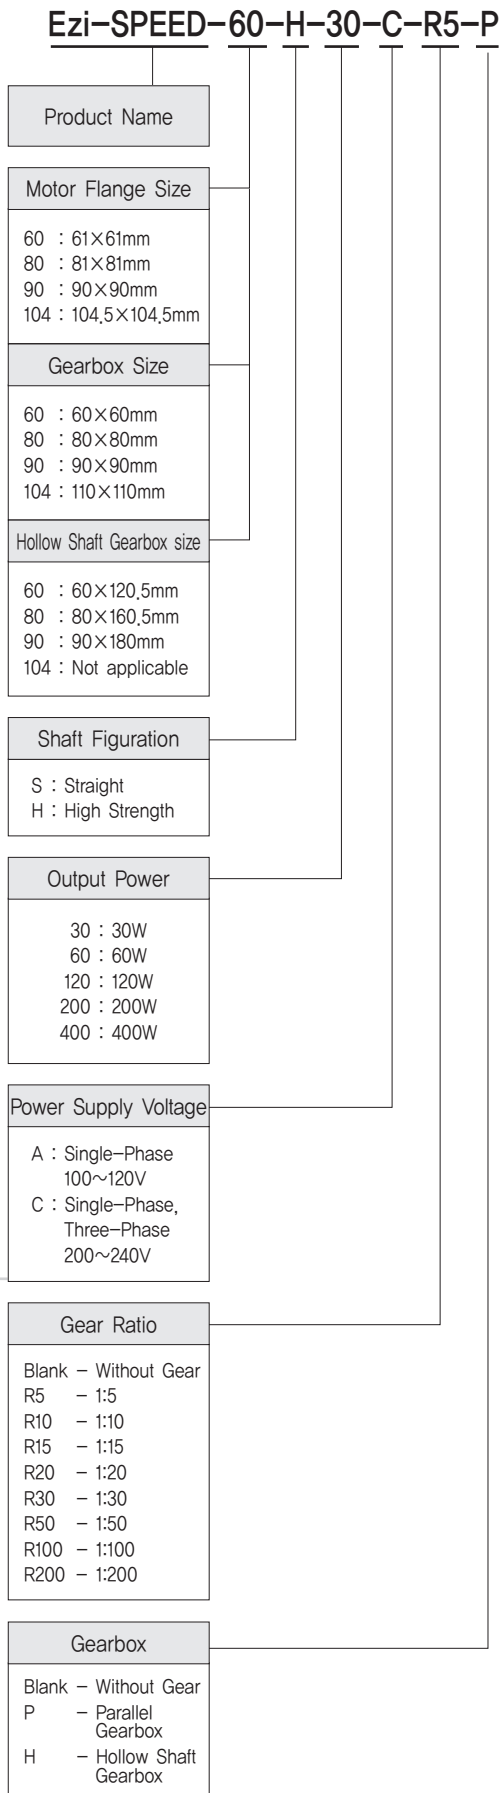 Ezi-SPEED-60-H-30-C-R5-P
Product Name
Motor Flange Size
60 : 61×61mm
80 : 81×81mm
90 : 90×90mm
104 : 104.5×104.5mm
Gearbox Size
60 : 60×60mm
80 : 80×80mm
90 : 90×90mm
104 : 110×110mm
Hollow Shaft Gearbox size
60 : 60×120.5mm
80 : 80×160.5mm
90 : 90×180mm
104 : Not applicable
Shaft Figuration
S : Straight
H : High Strength
Output Power
30 : 30W
60 : 60W
120 : 120W
200 : 200W
400 : 400W
Power Supply Voltage
A : Single-Phase
100~120V
C : Single-Phase,
Three-Phase
200~240V
Gear Ratio
Blank - Without Gear
R5 - 1:5
R10 - 1:10
R15 - 1:15
R20 - 1:20
R30 - 1:30
R50 - 1:50
R100 - 1:100
R200 - 1:200
Gearbox
Blank - Without Gear
P - Parallel
Gearbox
H - Hollow Shaft
Gearbox